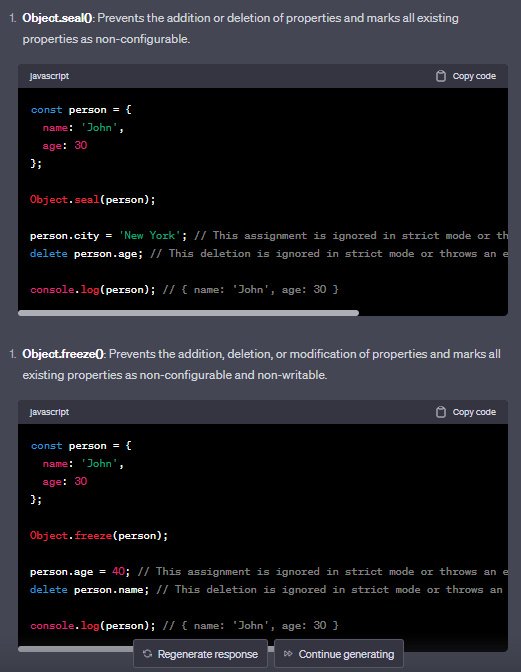 1. Object.seal(): Prevents the addition or deletion of properties and marks all existing
properties as non-configurable.
javascript Copy code
const person = {
name: 'John',
age: 30
};
Object.seal(person);
person.city = 'New York'; // This assignment is ignored in strict mode or th
delete person.age; // This deletion is ignored in strict mode or throws an e
console.log(person); // { name: 'John', age: 30 }
1. Object.freeze(): Prevents the addition, deletion, or modification of properties and marks all
existing properties as non-configurable and non-writable.
javascript Copy code
const person = {
name: 'John',
age: 30
};
Object.freeze(person);
person.age = 40; // This assignment is ignored in strict mode or throws an e
delete person.name; // This deletion is ignored in strict mode or throws an
console.log(person); // { name: 'John', age: 30 }
Regenerate response Continue generating